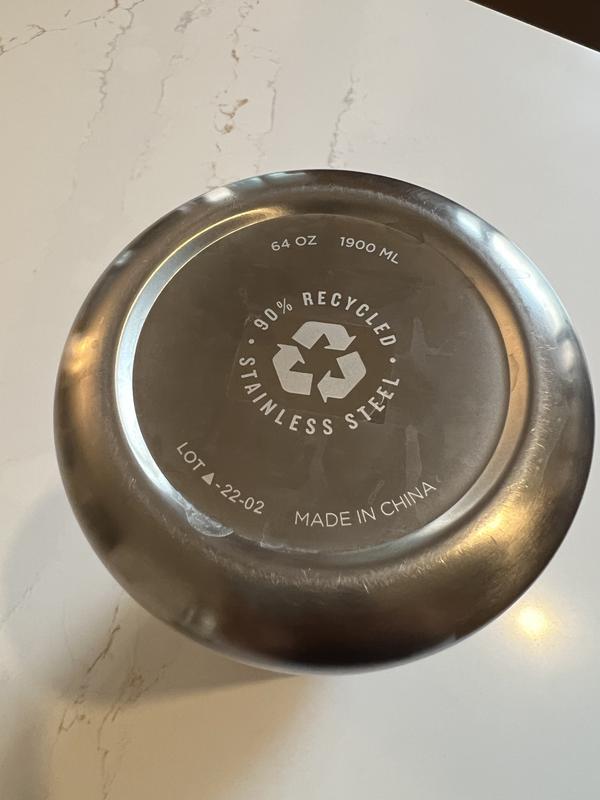 64 OZ 1900 ML
• 90% RECYCLED •
STAINLESS STEEL
LOT ▲-22-02
MADE IN CHINA